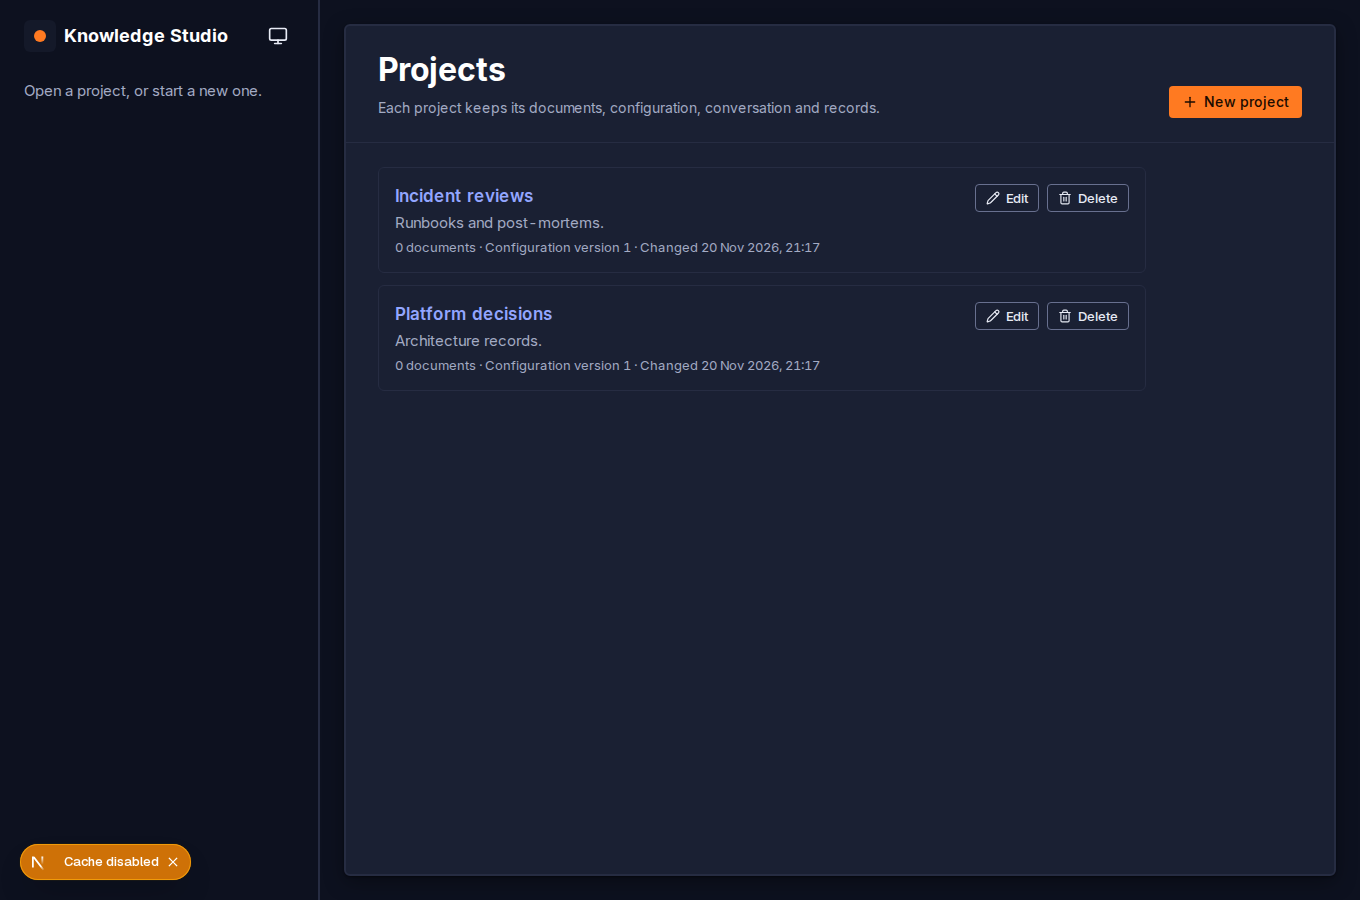 Knowledge Studio
Open a project, or start a new one.
Projects
Each project keeps its documents, configuration, conversation and records.
New project
Incident reviews
Runbooks and post-mortems.
0 documents · Configuration version 1 · Changed 20 Nov 2026, 21:17
Edit
Delete
Platform decisions
Architecture records.
0 documents · Configuration version 1 · Changed 20 Nov 2026, 21:17
Edit
Delete
Cache disabled